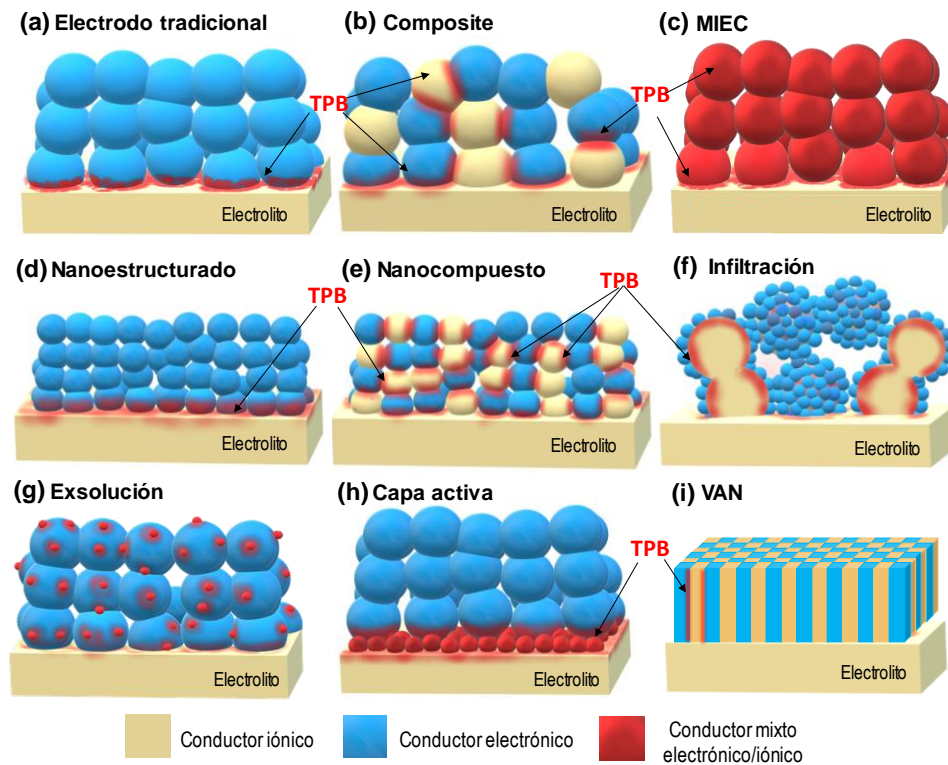 (a) Electrodo tradicional
(b) Composite
(c) MIEC
TPB
TPB
Electrolito
Electrolito
Electrolito
(d) Nanoestructurado
(e) Nanocompuesto
(f) Infiltración
TPB
TPB
Electrolito
Electrolito
Electrolito
(g) Exsolución
(h) Capa activa
(i) VAN
TPB
Electrolito
Electrolito
Electrolito
Conductor iónico
Conductor electrónico
Conductor mixto
electrónico/iónico